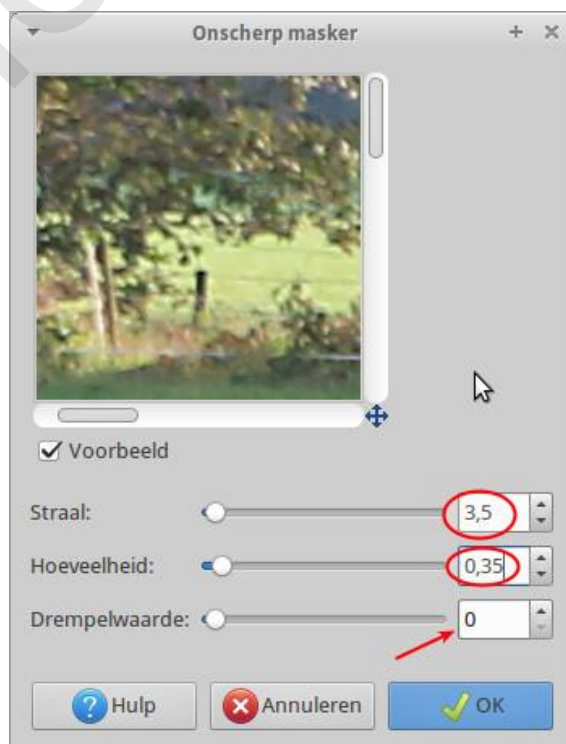 Onscherp masker
Voorbeeld
Straal: 3,5
Hoeveelheid: 0,35
Drempelwaarde: 0
Hulp Annuleren OK